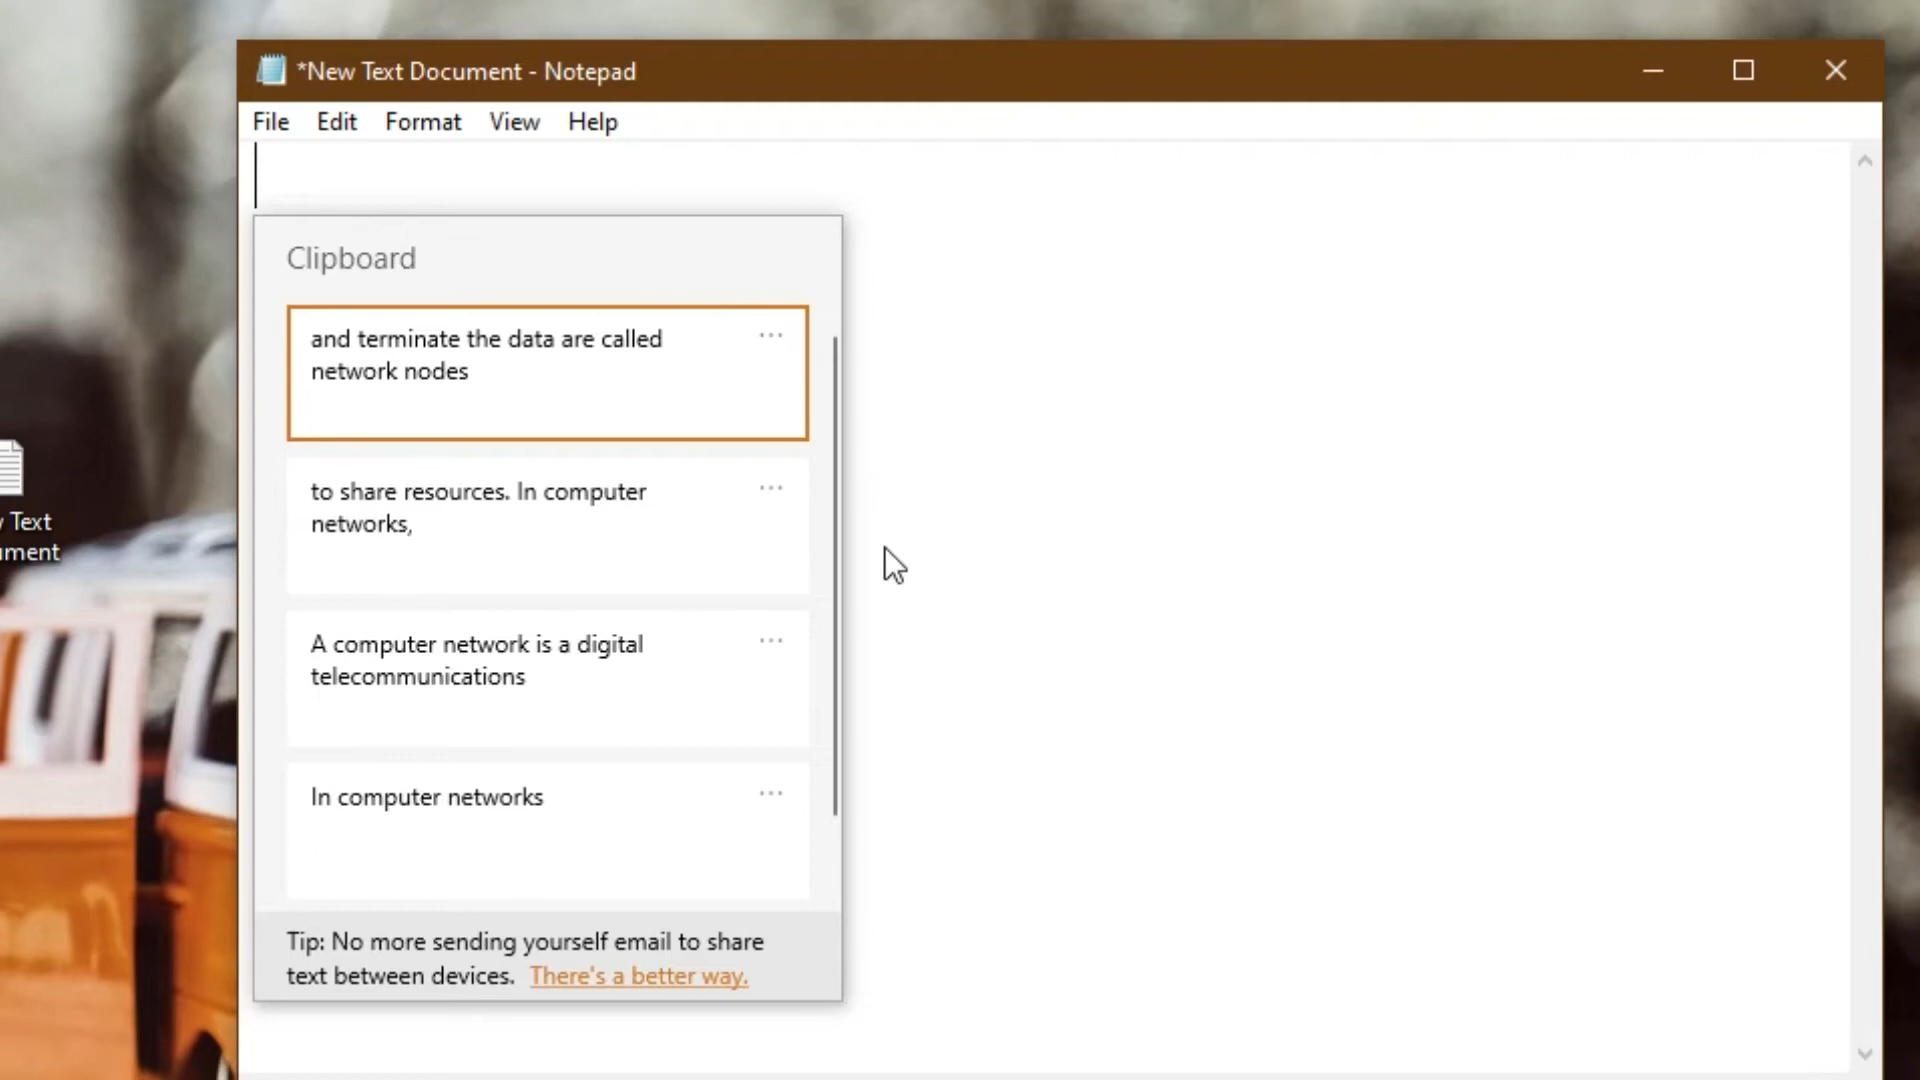 *New Text Document - Notepad
File Edit Format View Help
Clipboard
and terminate the data are called
network nodes
to share resources. In computer
networks,
A computer network is a digital
telecommunications
In computer networks
Tip: No more sending yourself email to share
text between devices. There's a better way.
Text